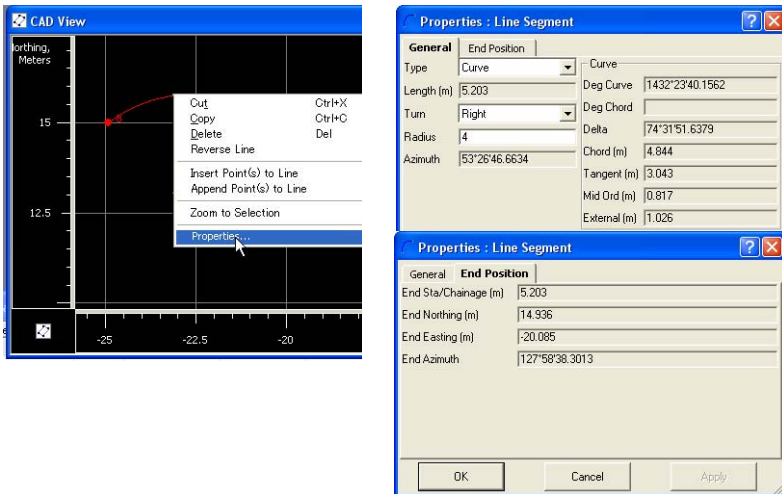 CAD View
orthing,
Meters
15
12.5
-25
-22.5
-20
Cut Ctrl+X
Copy Ctrl+C
Delete Del
Reverse Line
Insert Point(s) to Line
Append Point(s) to Line
Zoom to Selection
Properties...
Properties : Line Segment
General End Position
Type Curve
Length (m) 5.203
Turn Right
Radius 4
Azimuth 53°26'46.6634
Curve
Deg Curve 1432°23'40.1562
Deg Chord
Delta 74°31'51.6379
Chord (m) 4.844
Tangent (m) 3.043
Mid Ord (m) 0.817
External (m) 1.026
Properties : Line Segment
General End Position
End Sta/Chainage (m) 5.203
End Northing (m) 14.936
End Easting (m) -20.085
End Azimuth 127°58'38.3013
OK Cancel Apply